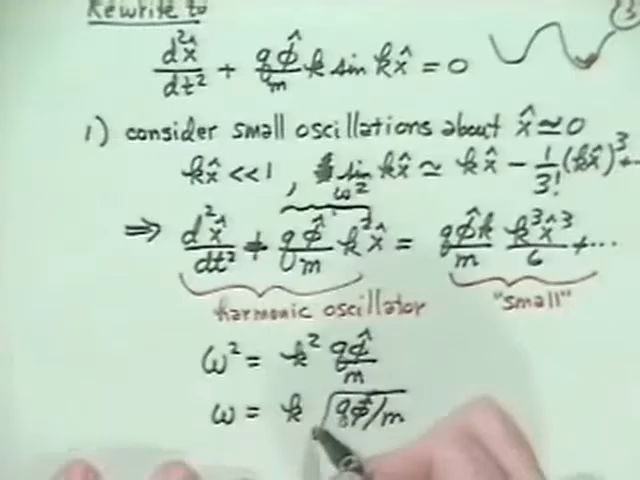 Rewrite to
3
d²x̂/dt² + qφ̂/m k sin kx̂ = 0
1) consider small oscillations about x̂ ≃ 0
kx̂ <<1 , sin kx̂ ≃ kx̂ - 1/3! (kx̂)³ + ...
ω²
⇒ d²x̂/dt² + qφ̂/m k²x̂ = qφ̂k/m k³x̂³/6 + ...
harmonic oscillator "small"
ω² = k² qφ̂/m
ω = k √qφ̂/m